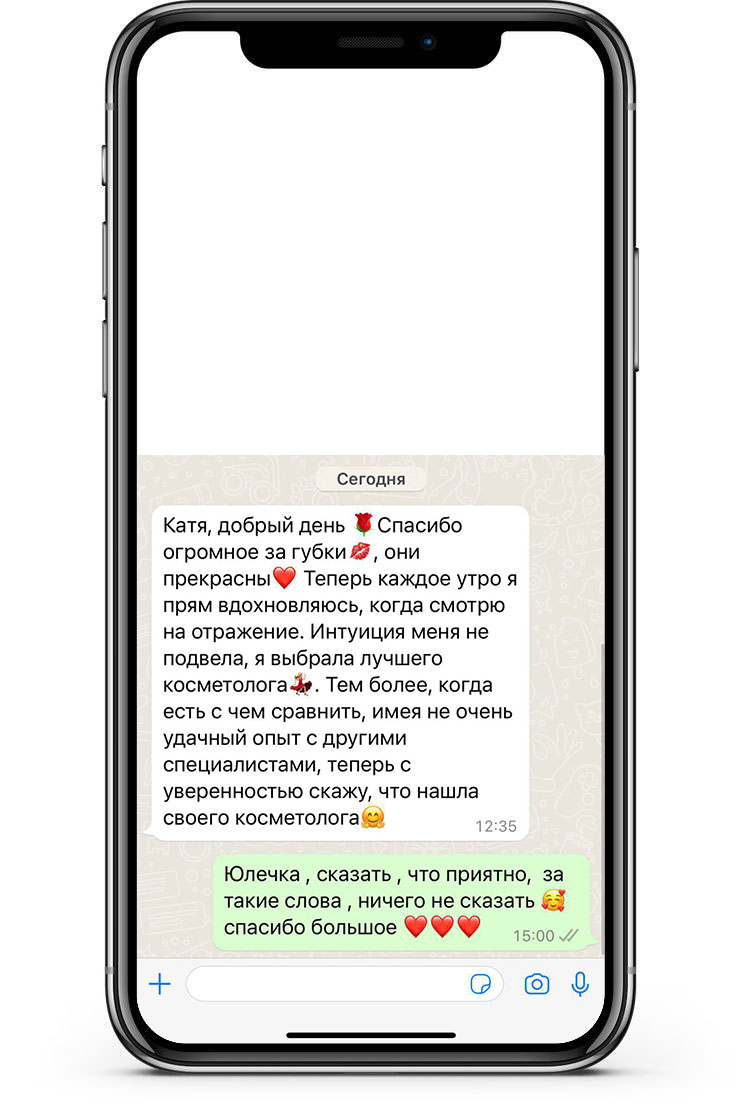 Сегодня
Катя, добрый день 🌹Спасибо
огромное за губки💋, они
прекрасны❤️ Теперь каждое утро я
прям вдохновляюсь, когда смотрю
на отражение. Интуиция меня не
подвела, я выбрала лучшего
косметолога💃. Тем более, когда
есть с чем сравнить, имея не очень
удачный опыт с другими
специалистами, теперь с
уверенностью скажу, что нашла
своего косметолога🤗
12:35
Юлечка , сказать , что приятно,  за
такие слова , ничего не сказать 🥰
спасибо большое ❤️❤️❤️
15:00